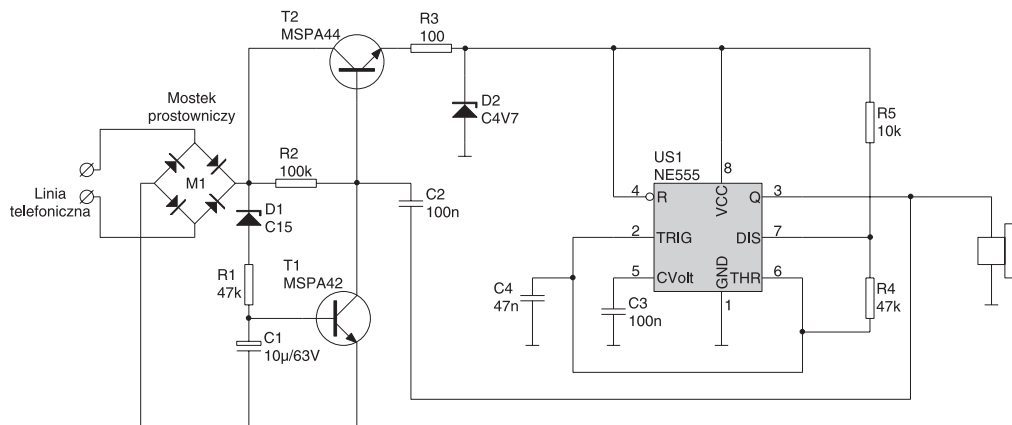 T2
MSPA44
R3
100
Mostek
prostowniczy
D2
C4V7
R5
10k
M1
R2
100k
US1
NE555
Linia
telefoniczna
C2
100n
D1
C15
8
4
R
VCC
Q
3
2
TRIG
DIS
7
5
CVolt
GND
THR
6
1
R1
47k
T1
MSPA42
C4
47n
C3
100n
R4
47k
C1
10µ/63V